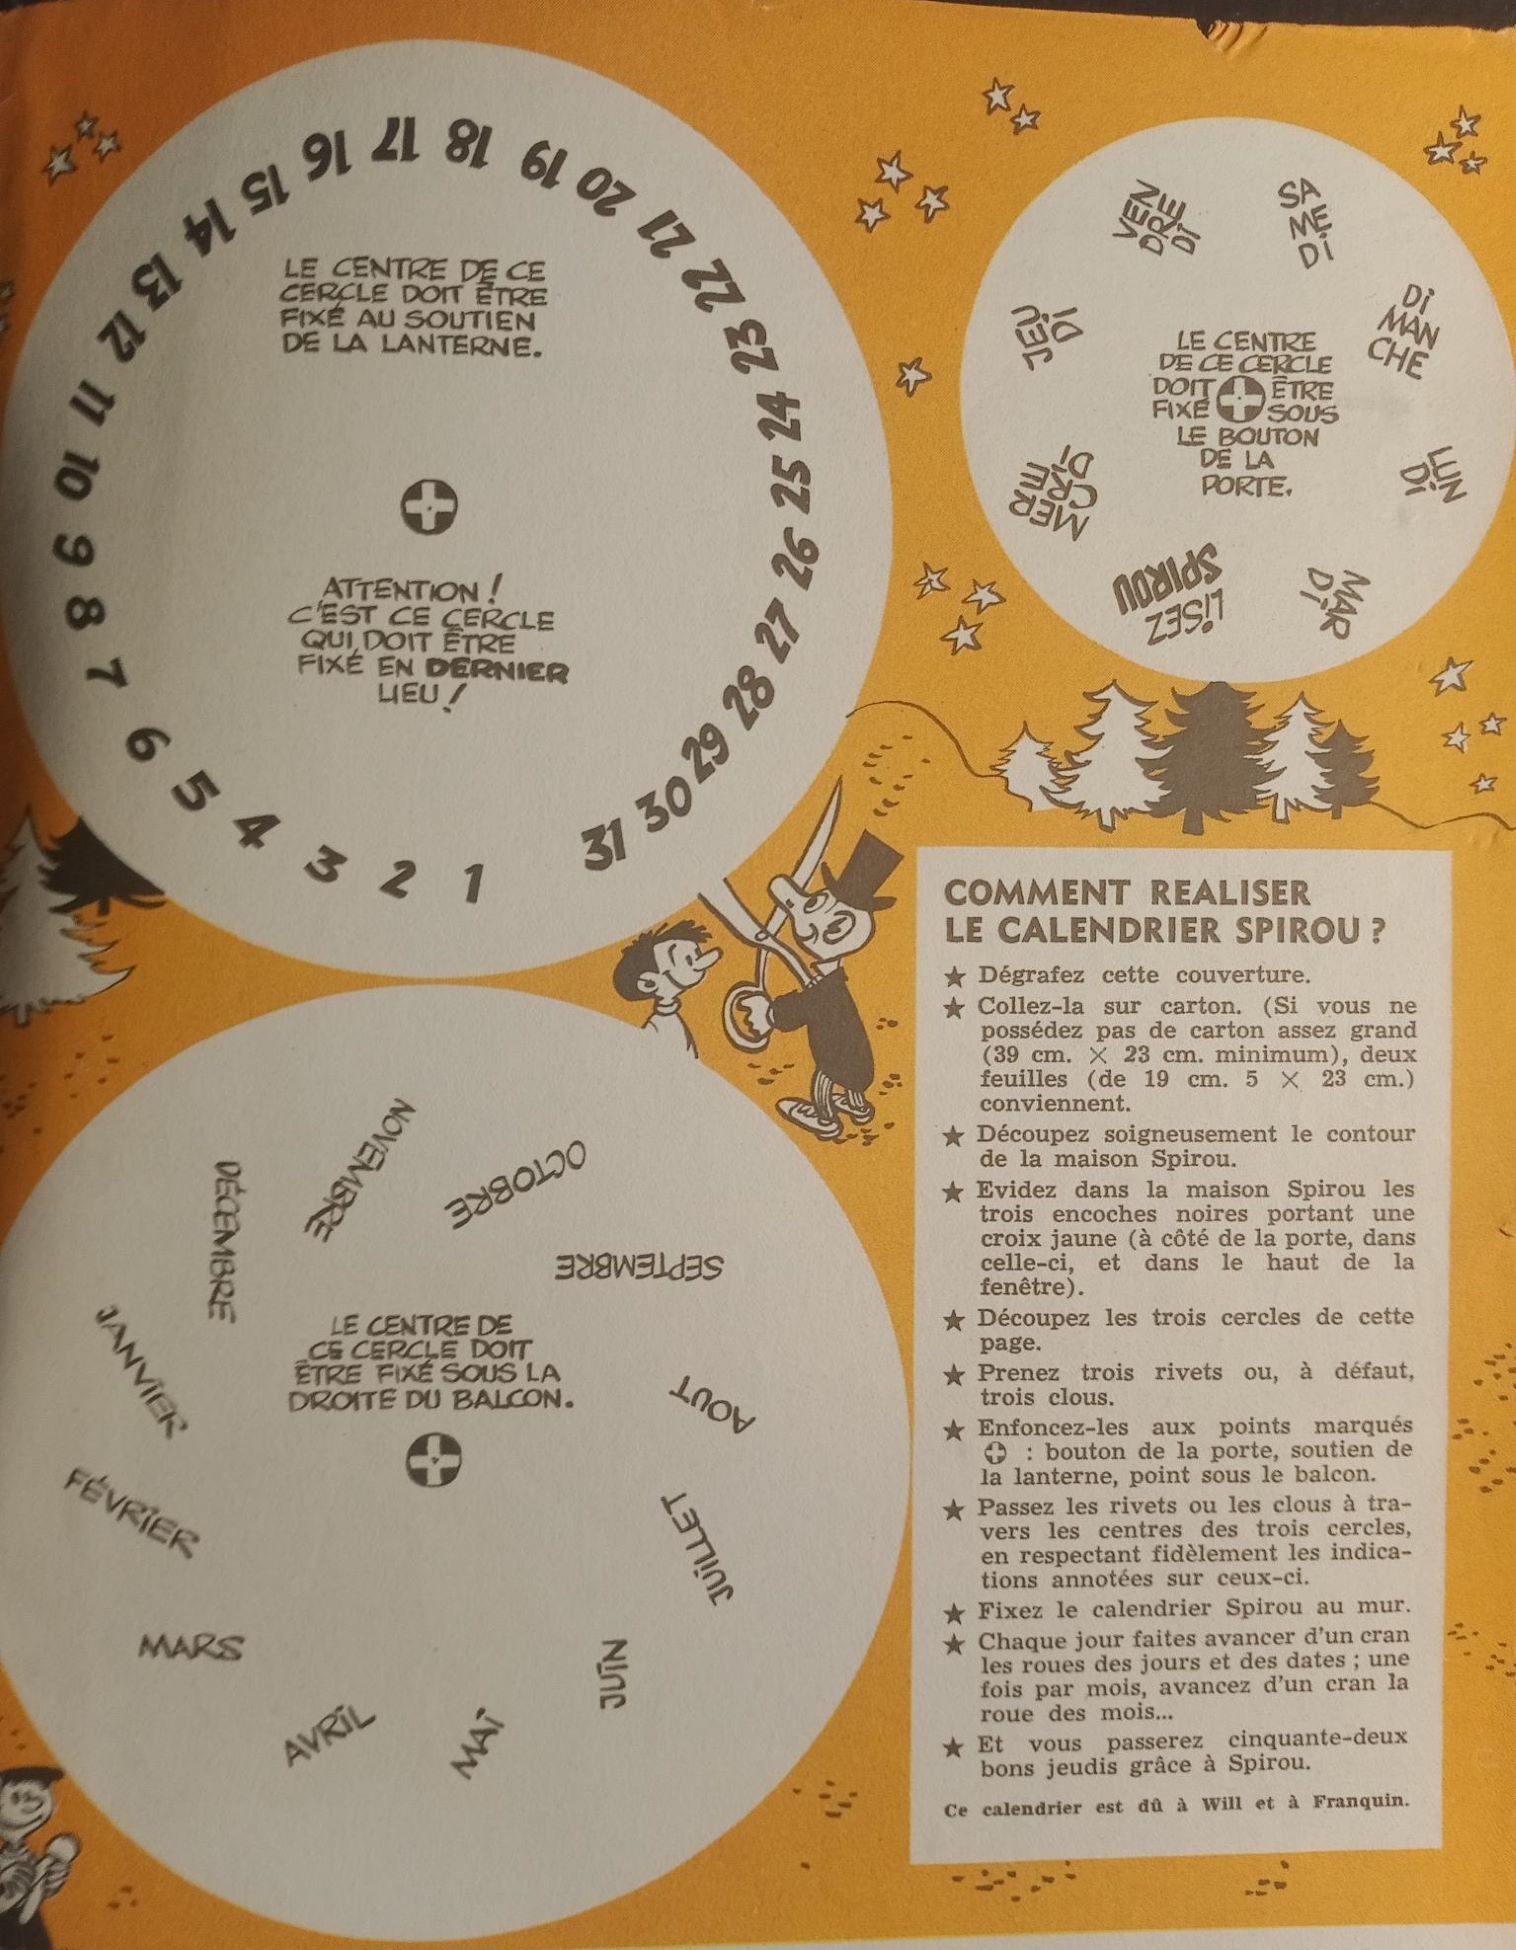 17
18
19
20
21
22
23
24
25
26
27
28
29
30
31
1
2
3
4
5
6
7
8
9
10
11
12
13
14
15
16
LE CENTRE DE CE
CERCLE DOIT ÊTRE
FIXÉ AU SOUTIEN
DE LA LANTERNE.
ATTENTION !
C'EST CE CERCLE
QUI DOIT ÊTRE
FIXÉ EN DERNIER
LIEU !
VEN
DRE
DI
SA
ME
DI
DI
MAN
CHE
LUN
DI
MAR
DI
LISEZ
SPIROU
MER
CRE
DI
JEU
DI
LE CENTRE
DE CE CERCLE
DOIT ÊTRE
FIXÉ SOUS
LE BOUTON
DE LA
PORTE.
NOVEMBRE
OCTOBRE
SEPTEMBRE
AOUT
JUILLET
JUIN
MAI
AVRIL
MARS
FÉVRIER
JANVIER
DÉCEMBRE
LE CENTRE DE
CE CERCLE DOIT
ÊTRE FIXÉ SOUS LA
DROITE DU BALCON.
COMMENT REALISER
LE CALENDRIER SPIROU ?
★ Dégrafez cette couverture.
★ Collez-la sur carton. (Si vous ne
possédez pas de carton assez grand
(39 cm. × 23 cm. minimum), deux
feuilles (de 19 cm. 5 × 23 cm.)
conviennent.
★ Découpez soigneusement le contour
de la maison Spirou.
★ Evidez dans la maison Spirou les
trois encoches noires portant une
croix jaune (à côté de la porte, dans
celle-ci, et dans le haut de la
fenêtre).
★ Découpez les trois cercles de cette
page.
★ Prenez trois rivets ou, à défaut,
trois clous.
★ Enfoncez-les aux points marqués
: bouton de la porte, soutien de
la lanterne, point sous le balcon.
★ Passez les rivets ou les clous à tra-
vers les centres des trois cercles,
en respectant fidèlement les indica-
tions annotées sur ceux-ci.
★ Fixez le calendrier Spirou au mur.
★ Chaque jour faites avancer d'un cran
les roues des jours et des dates ; une
fois par mois, avancez d'un cran la
roue des mois...
★ Et vous passerez cinquante-deux
bons jeudis grâce à Spirou.
Ce calendrier est dû à Will et à Franquin.